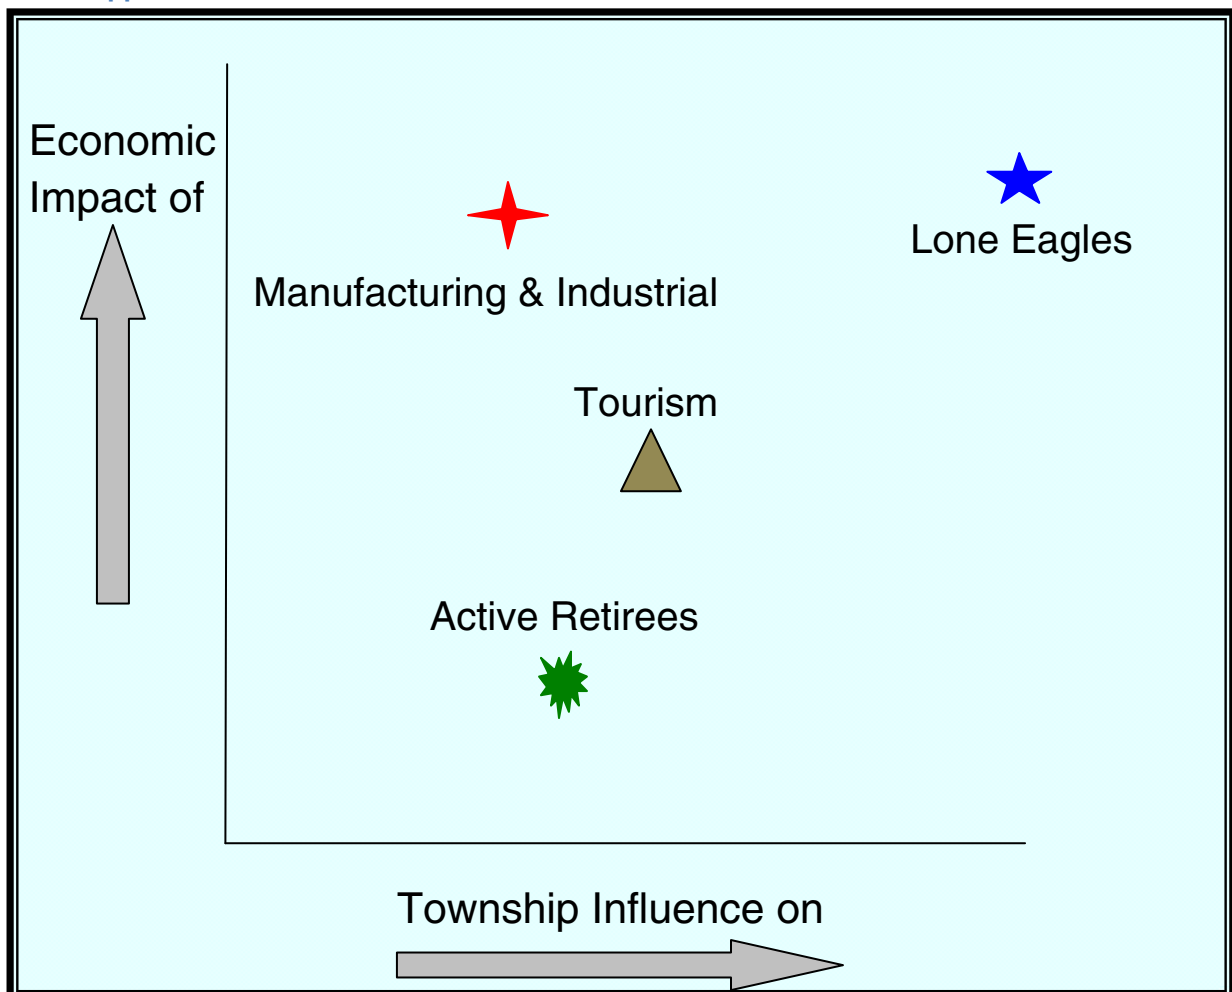 Economic
Impact of
Lone Eagles
Manufacturing & Industrial
Tourism
Active Retirees
Township Influence on